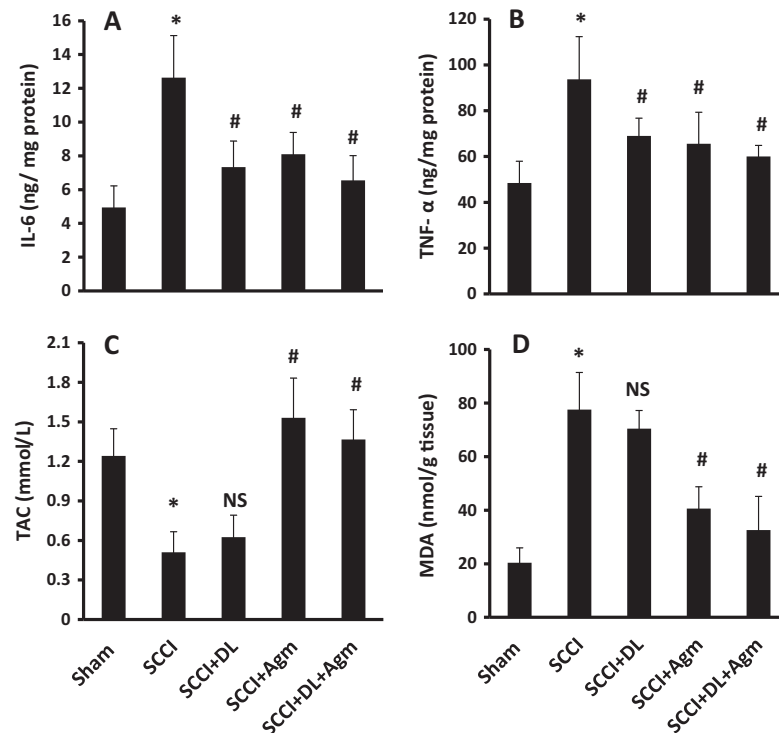 A
IL-6 (ng/ mg protein)
16
14
12
10
8
6
4
2
0
*
#
#
#
B
TNF- α (ng/mg protein)
120
100
80
60
40
20
0
*
#
#
#
C
TAC (mmol/L)
2.1
1.8
1.5
1.2
0.9
0.6
0.3
0
*
NS
#
#
Sham
SCCI
SCCI+DL
SCCI+Agm
SCCI+DL+Agm
D
MDA (nmol/g tissue)
100
80
60
40
20
0
*
NS
#
#
Sham
SCCI
SCCI+DL
SCCI+Agm
SCCI+DL+Agm